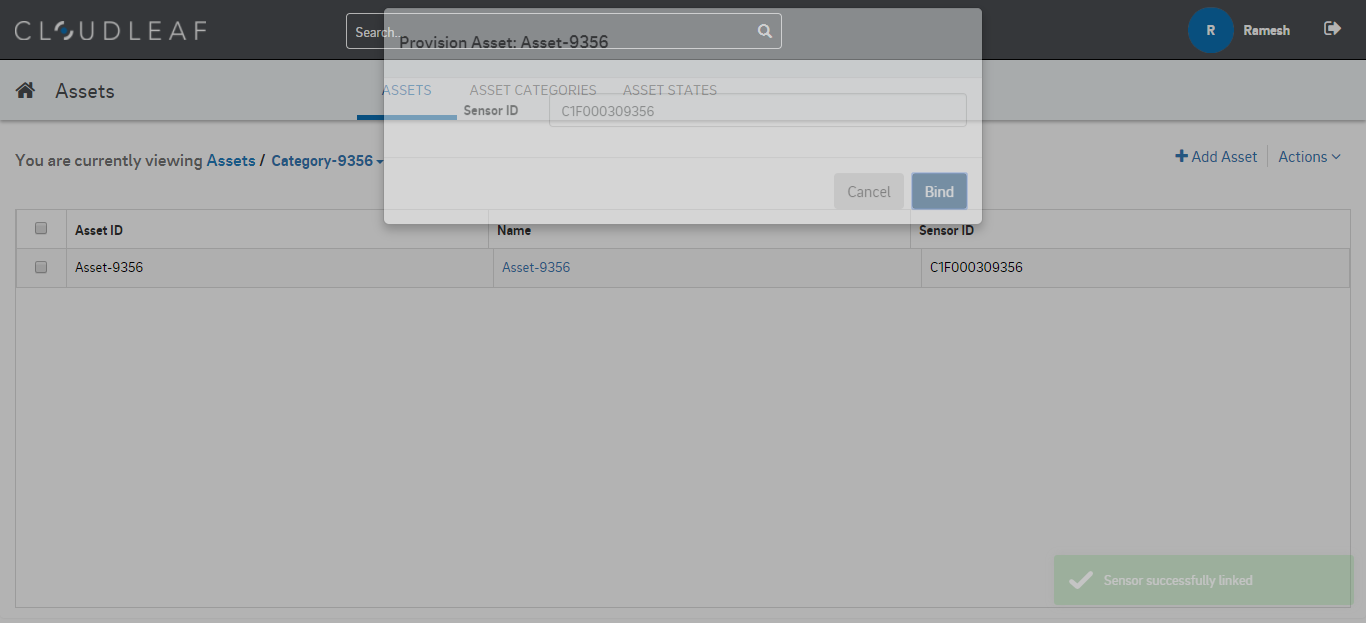 CLOUDLEAF
Search..
R
Ramesh
Provision Asset: Asset-9356
Assets
ASSETS
ASSET CATEGORIES
ASSET STATES
Sensor ID
C1F000309356
You are currently viewing Assets / Category-9356
Add Asset
Actions
Cancel
Bind
Asset ID
Name
Sensor ID
Asset-9356
Asset-9356
C1F000309356
Sensor successfully linked